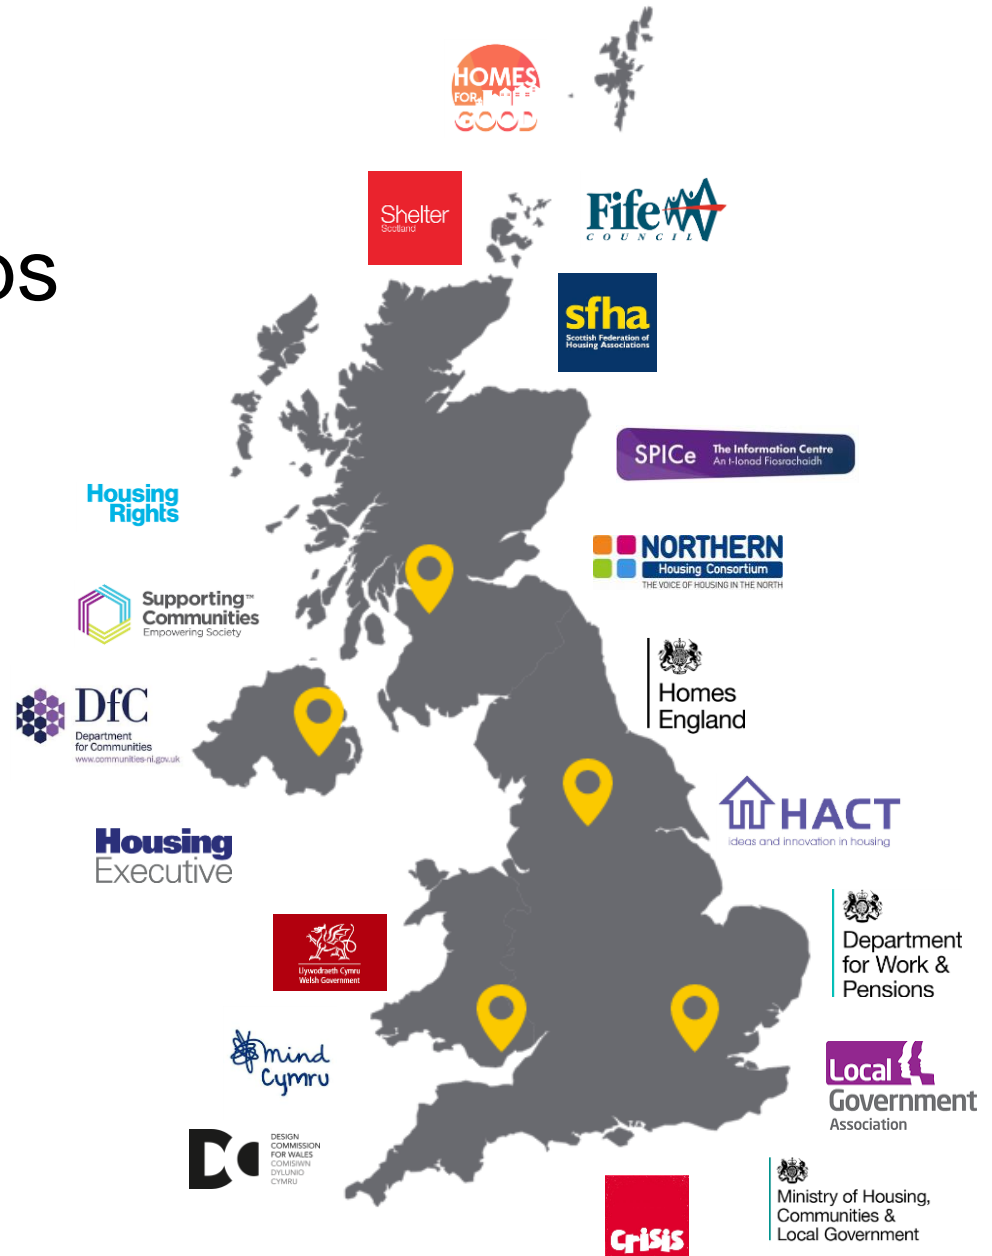 HOMES
FOR
GOOD
Shelter
Scotland
Fife
COUNCIL
os
sfha
Scottish Federation of
Housing Associations
SPICe
The Information Centre
An t-Ionad Fiosrachaidh
Housing
Rights
NORTHERN
Housing Consortium
THE VOICE OF HOUSING IN THE NORTH
Supporting™
Communities
Empowering Society
Homes
England
DfC
Department
for Communities
www.communities-ni.gov.uk
HACT
ideas and innovation in housing
Housing
Executive
Department
for Work &
Pensions
Llywodraeth Cymru
Welsh Government
mind
Cymru
Local
Government
Association
DC
DESIGN
COMMISSION
FOR WALES
COMISIWN
DYLUNIO
CYMRU
Ministry of Housing,
Communities &
Local Government
Crisis